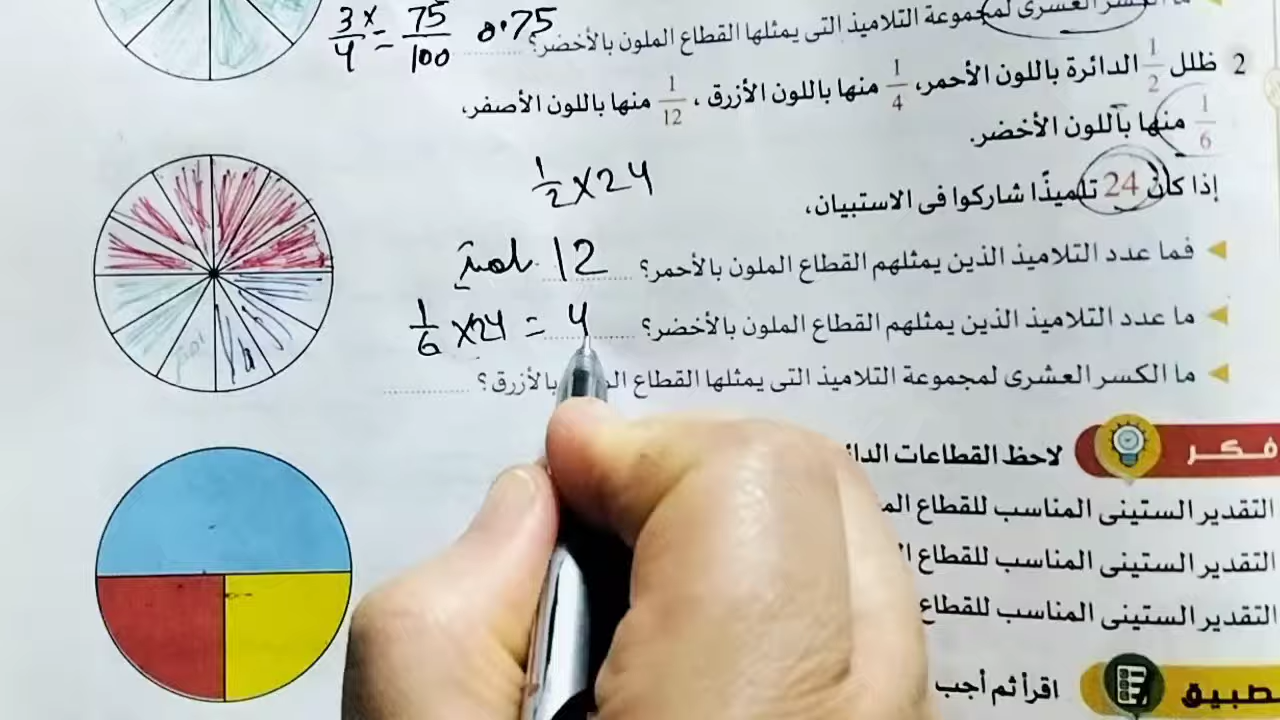 الكسر العشرى لمجموعة التلاميذ التى يمثلها القطاع الملون بالأخضر؟ 3/4 × = 75/100 0.75
2 ظلل 1/2 الدائرة باللون الأحمر، 1/4 منها باللون الأزرق ، 1/12 منها باللون الأصفر،
1/6 منها باللون الأخضر.
إذا كان 24 تلميذًا شاركوا فى الاستبيان،
1/2 × 24
فما عدد التلاميذ الذين يمثلهم القطاع الملون بالأحمر؟ 12
ما عدد التلاميذ الذين يمثلهم القطاع الملون بالأخضر؟ 1/6 × 24 = 4
ما الكسر العشرى لمجموعة التلاميذ التى يمثلها القطاع بالأزرق؟
فكر لاحظ القطاعات
التقدير الستينى المناسب للقطاع
التقدير الستينى المناسب للقطاع
التقدير الستينى المناسب للقطاع
اقرأ ثم أجب